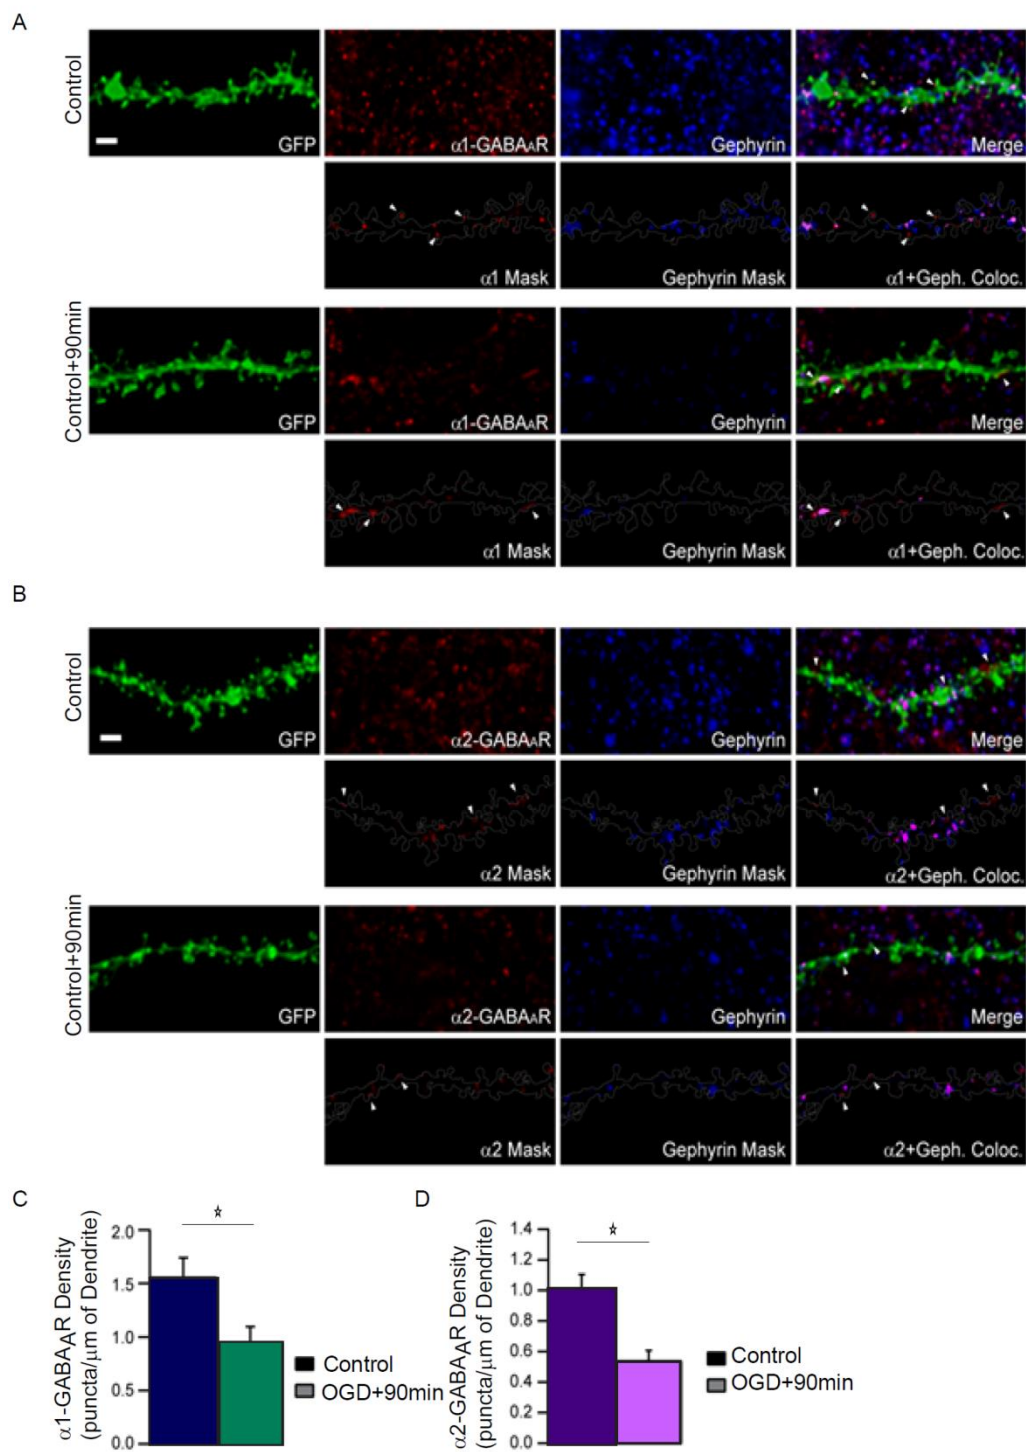 A
Control
GFP
α1-GABAAR
Gephyrin
Merge
α1 Mask
Gephyrin Mask
α1+Geph. Coloc.
Control+90min
GFP
α1-GABAAR
Gephyrin
Merge
α1 Mask
Gephyrin Mask
α1+Geph. Coloc.
B
Control
GFP
α2-GABAAR
Gephyrin
Merge
α2 Mask
Gephyrin Mask
α2+Geph. Coloc.
Control+90min
GFP
α2-GABAAR
Gephyrin
Merge
α2 Mask
Gephyrin Mask
α2+Geph. Coloc.
C
α1-GABAAR Density
(puncta/μm of Dendrite)
2.0
1.5
1.0
0.5
0.0
Control
OGD+90min
D
α2-GABAAR Density
(puncta/μm of Dendrite)
1.4
1.2
1.0
0.8
0.6
0.4
0.2
0.0
Control
OGD+90min